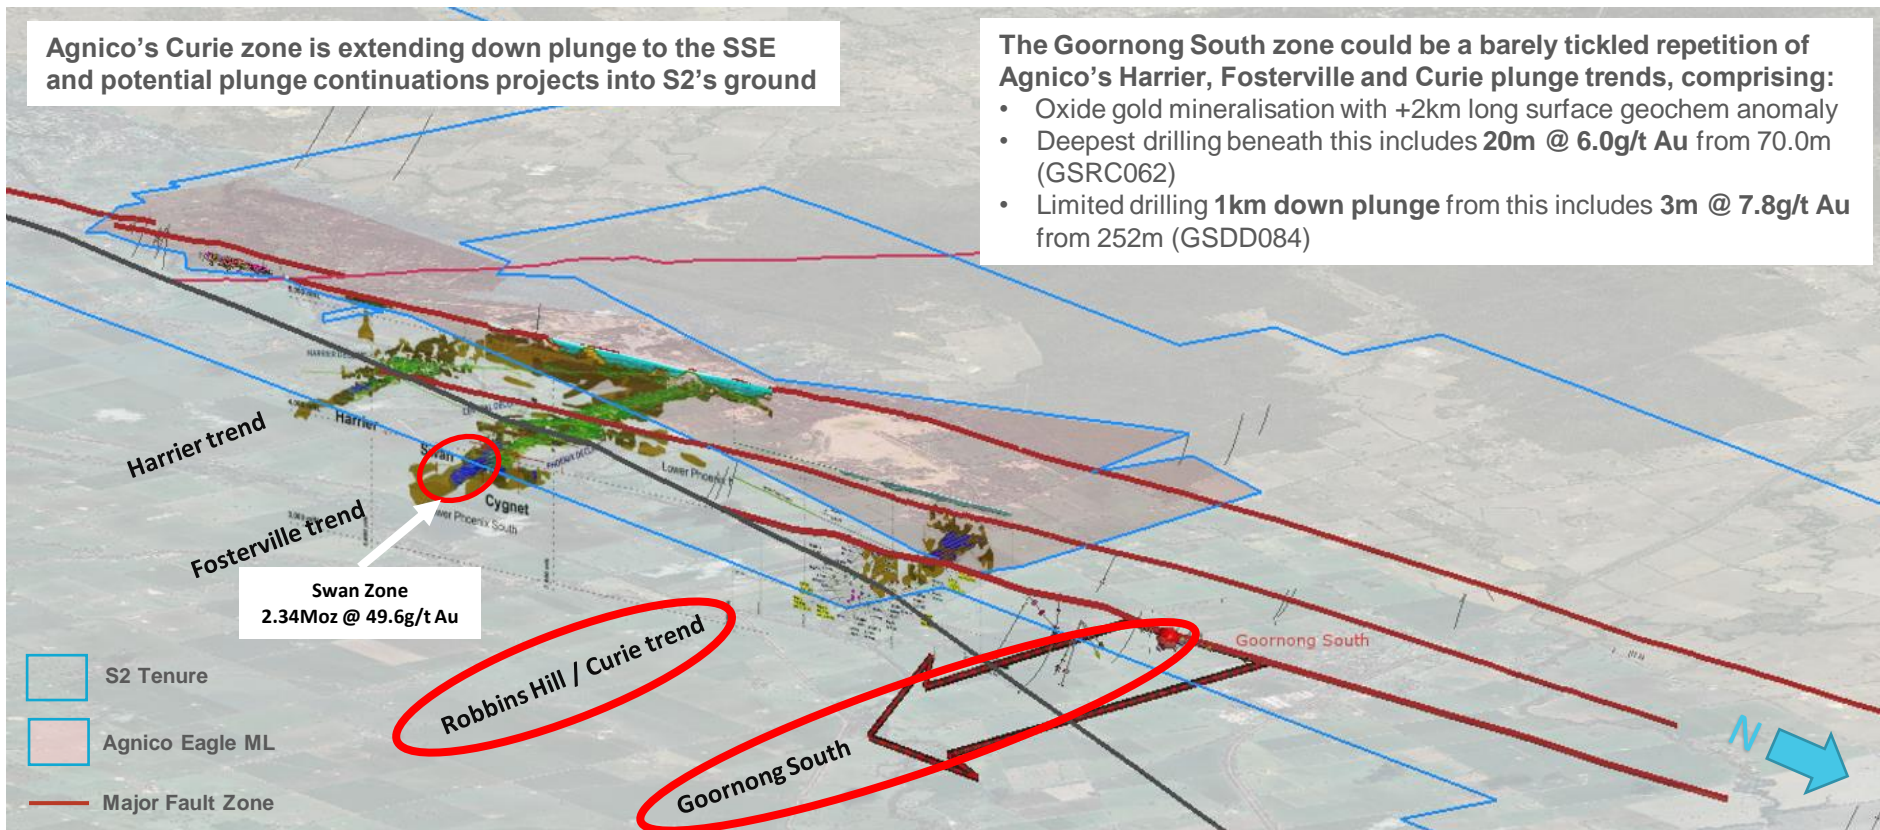 Agnico's Curie zone is extending down plunge to the SSE
and potential plunge continuations projects into S2's ground
The Goornong South zone could be a barely tickled repetition of
Agnico's Harrier, Fosterville and Curie plunge trends, comprising:
• Oxide gold mineralisation with +2km long surface geochem anomaly
• Deepest drilling beneath this includes 20m @ 6.0g/t Au from 70.0m
(GSRC062)
• Limited drilling 1km down plunge from this includes 3m @ 7.8g/t Au
from 252m (GSDD084)
Harrier
Harrier trend
Swan
Lower Phoenix
Cygnet
Fosterville trend
Swan Zone
2.34Moz @ 49.6g/t Au
Robbins Hill / Curie trend
Goornong South
Goornong South
S2 Tenure
Agnico Eagle ML
Major Fault Zone
N